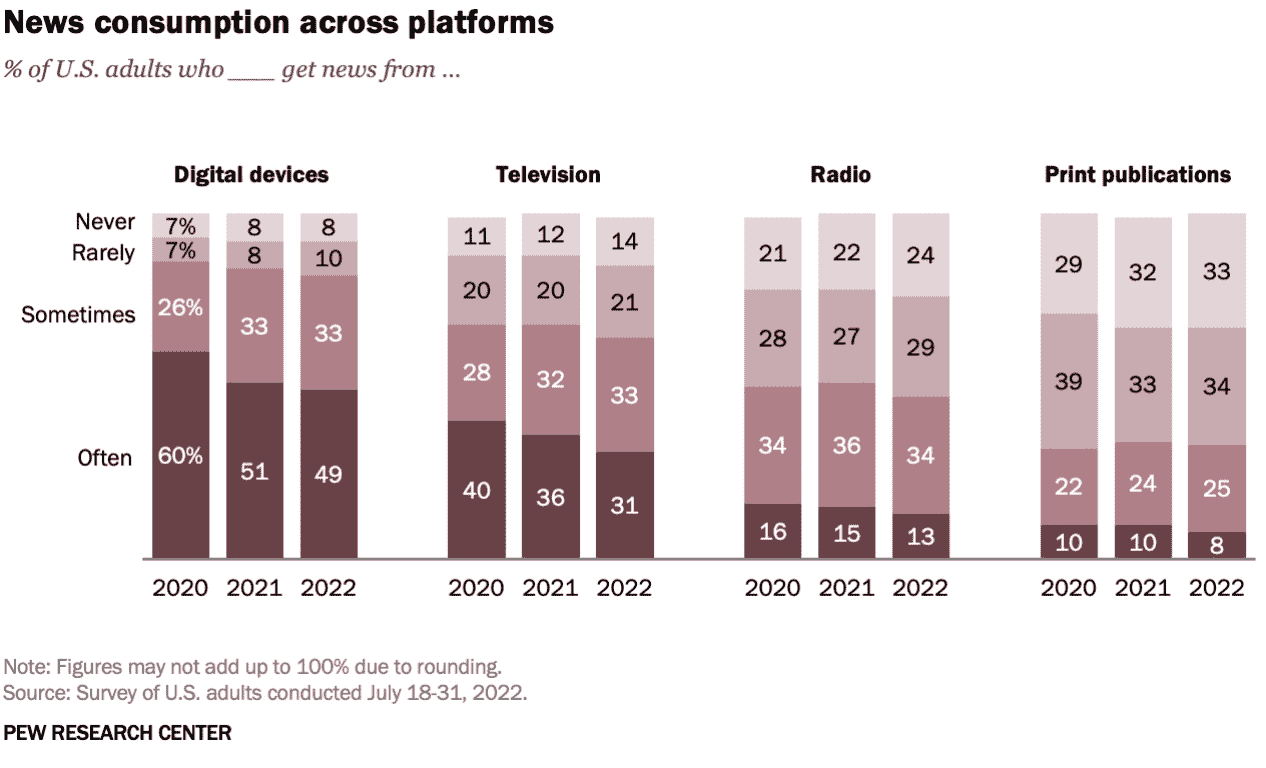 News consumption across platforms
% of U.S. adults who ___ get news from ...
Digital devices Television Radio Print publications
Never 7% 8 8 11 12 14 21 22 24 29 32 33
Rarely 7% 8 10 20 20 21 28 27 29 39 33 34
Sometimes 26% 33 33 28 32 33 34 36 34 22 24 25
Often 60% 51 49 40 36 31 16 15 13 10 10 8
2020 2021 2022 2020 2021 2022 2020 2021 2022 2020 2021 2022
Note: Figures may not add up to 100% due to rounding.
Source: Survey of U.S. adults conducted July 18-31, 2022.
PEW RESEARCH CENTER